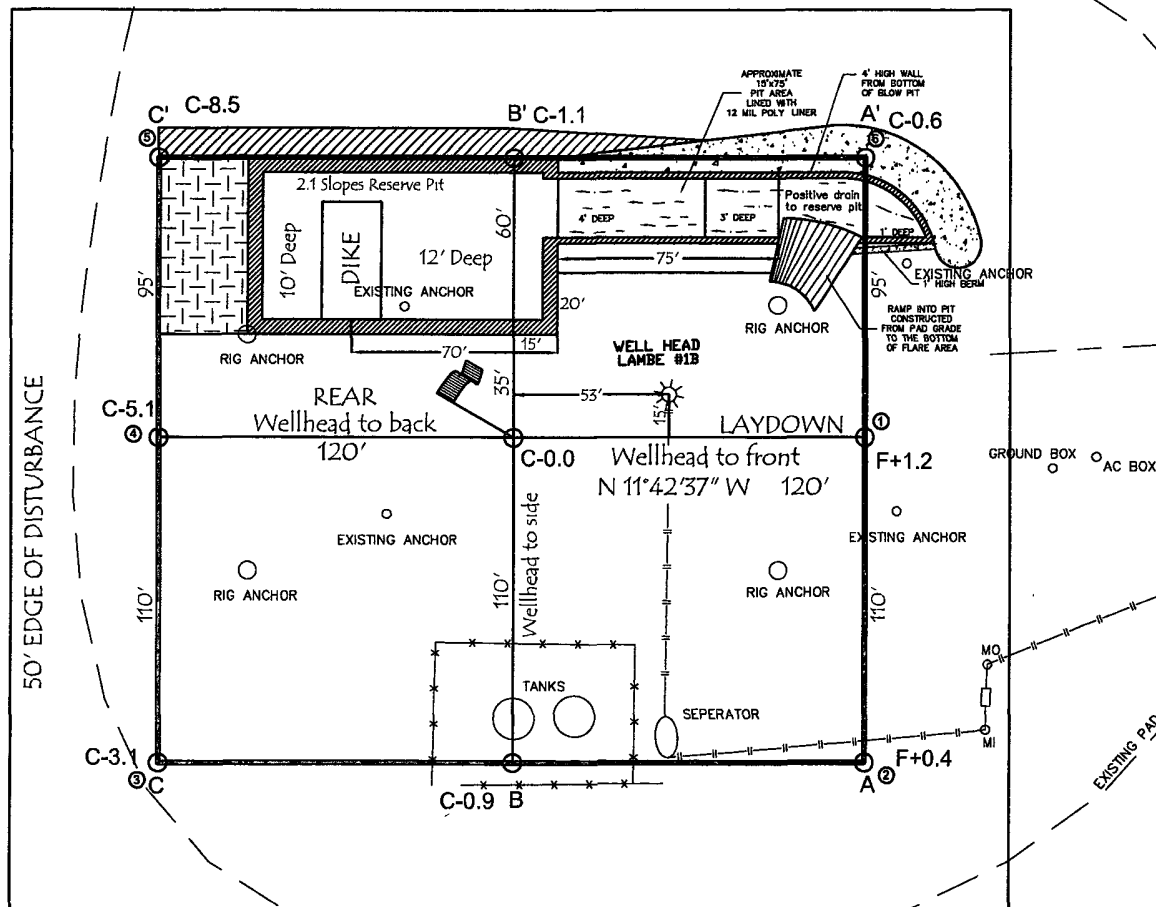 APPROXIMATE
15'x75'
PIT AREA
LINED WITH
12 MIL POLY LINER
4' HIGH WALL
FROM BOTTOM
OF BLOW PIT
C'
C-8.5
B'
C-1.1
A'
C-0.6
⑤
⑥
2.1 Slopes Reserve Pit
10' Deep
DIKE
12' Deep
60'
4' DEEP
3' DEEP
Positive drain
to reserve pit
1' DEEP
EXISTING ANCHOR
1' HIGH BERM
75'
95'
95'
EXISTING ANCHOR
20'
RIG ANCHOR
RAMP INTO PIT
CONSTRUCTED
FROM PAD GRADE
TO THE BOTTOM
OF FLARE AREA
RIG ANCHOR
70'
15'
WELL HEAD
LAMBE #1B
35'
53'
15'
REAR
Wellhead to back
120'
LAYDOWN
C-5.1
④
①
C-0.0
F+1.2
Wellhead to front
N 11°42'37" W 120'
GROUND BOX
AC BOX
50' EDGE OF DISTURBANCE
EXISTING ANCHOR
EXISTING ANCHOR
Wellhead to side
110'
RIG ANCHOR
RIG ANCHOR
110'
110'
MO
TANKS
SEPERATOR
MI
C-3.1
③
C
C-0.9
B
A
②
F+0.4
EXISTING PAD